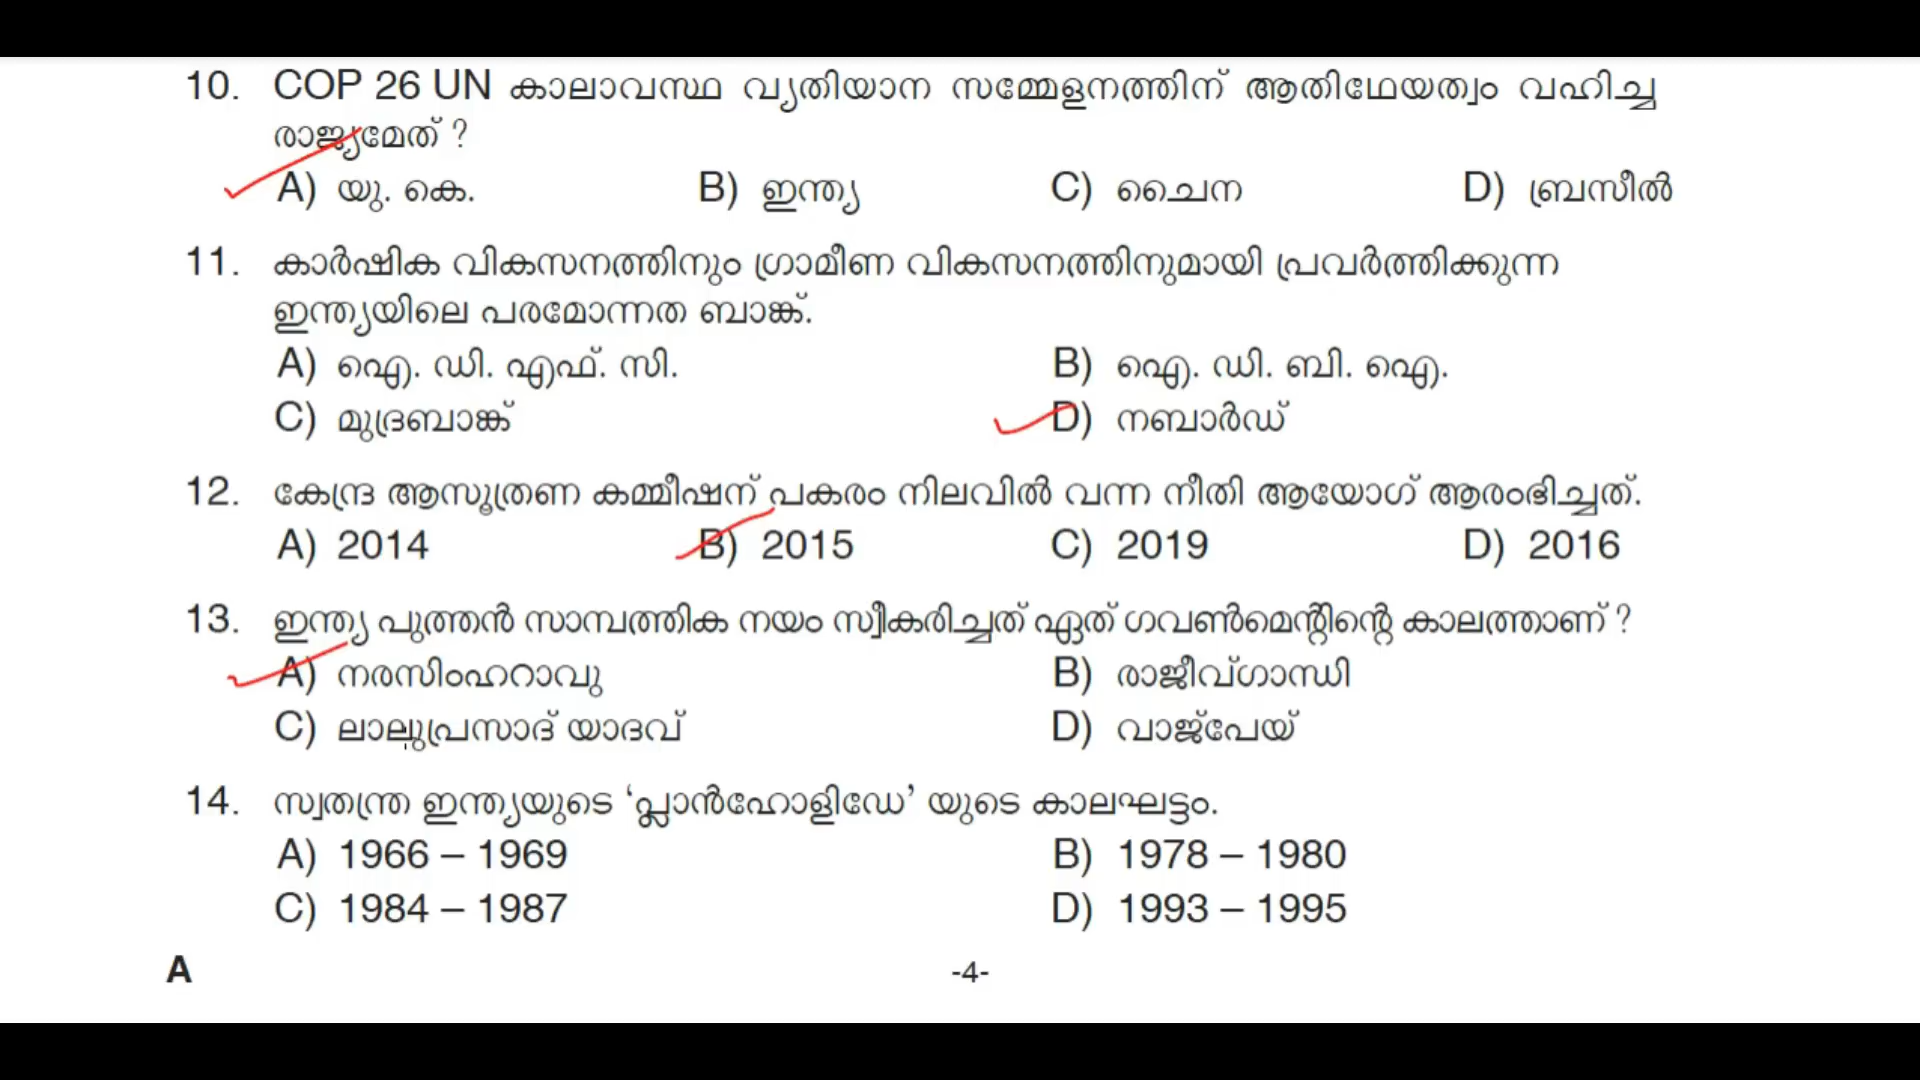 10. COP 26 UN കാലാവസ്ഥ വ്യതിയാന സമ്മേളനത്തിന് ആതിഥേയത്വം വഹിച്ച
രാജ്യമേത് ?
A) യു. കെ. B) ഇന്ത്യ C) ചൈന D) ബ്രസീൽ
11. കാർഷിക വികസനത്തിനും ഗ്രാമീണ വികസനത്തിനുമായി പ്രവർത്തിക്കുന്ന
ഇന്ത്യയിലെ പരമോന്നത ബാങ്ക്.
A) ഐ. ഡി. എഫ്. സി. B) ഐ. ഡി. ബി. ഐ.
C) മുദ്രബാങ്ക് D) നബാർഡ്
12. കേന്ദ്ര ആസൂത്രണ കമ്മീഷന് പകരം നിലവിൽ വന്ന നീതി ആയോഗ് ആരംഭിച്ചത്.
A) 2014 B) 2015 C) 2019 D) 2016
13. ഇന്ത്യ പുത്തൻ സാമ്പത്തിക നയം സ്വീകരിച്ചത് ഏത് ഗവൺമെന്റിന്റെ കാലത്താണ് ?
A) നരസിംഹറാവു B) രാജീവ്ഗാന്ധി
C) ലാലുപ്രസാദ് യാദവ് D) വാജ്പേയ്
14. സ്വതന്ത്ര ഇന്ത്യയുടെ ‘പ്ലാൻഹോളിഡേ’ യുടെ കാലഘട്ടം.
A) 1966 – 1969 B) 1978 – 1980
C) 1984 – 1987 D) 1993 – 1995
A -4-